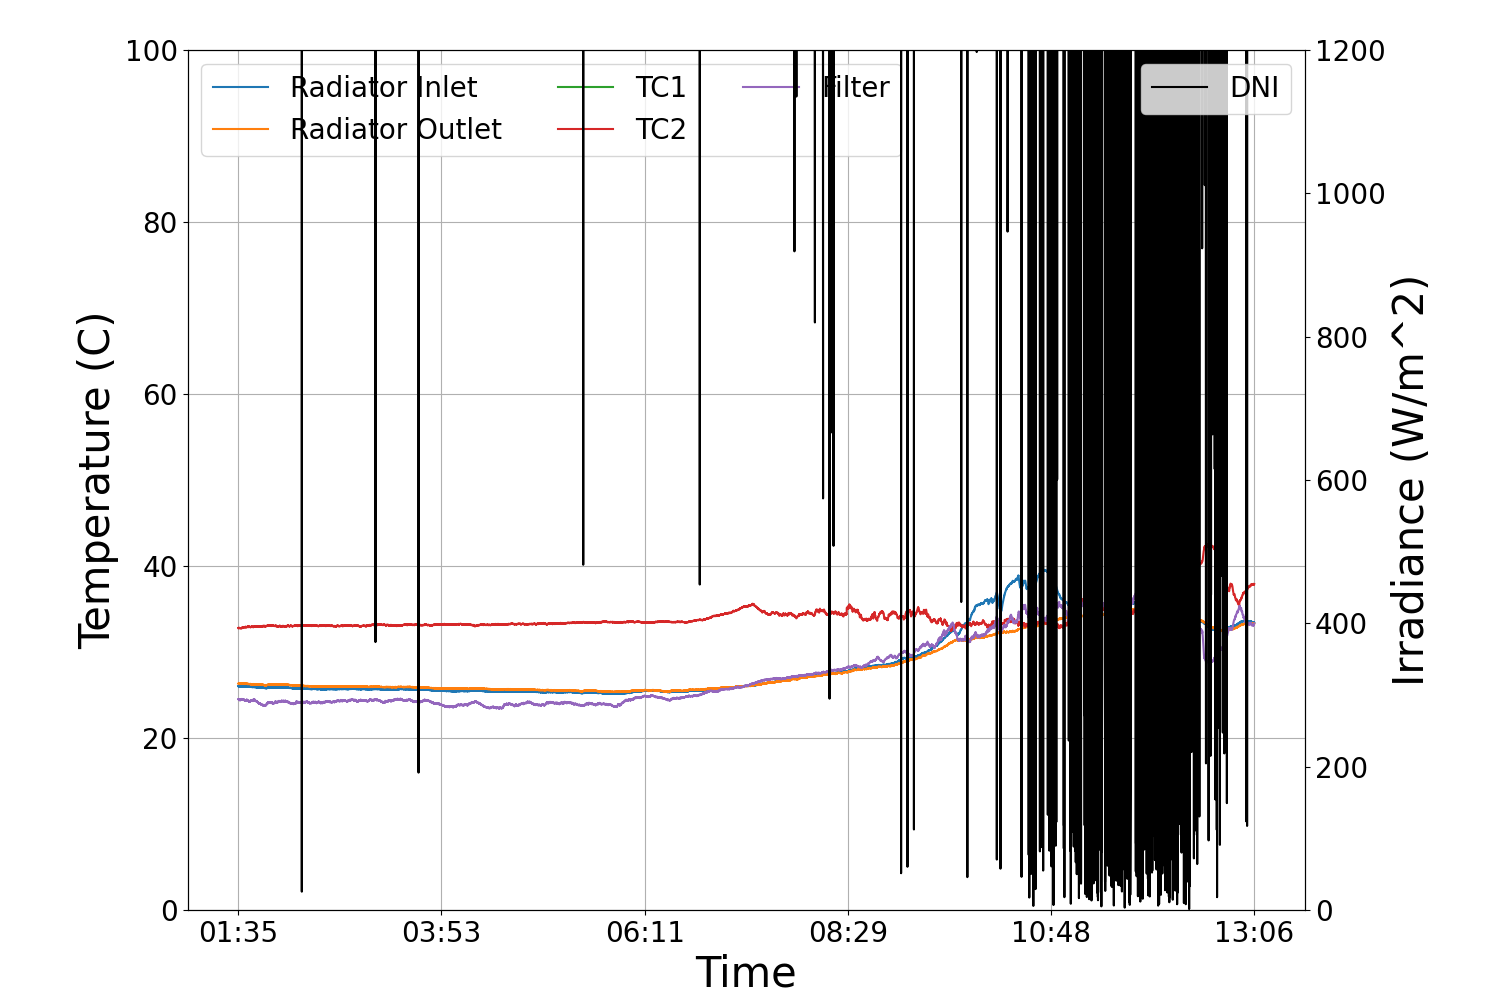 100
80
60
40
20
0
Temperature (C)
Radiator Inlet
Radiator Outlet
TC1
TC2
Filter
DNI
1200
1000
800
600
400
200
0
Irradiance (W/m^2)
01:35
03:53
06:11
08:29
10:48
13:06
Time